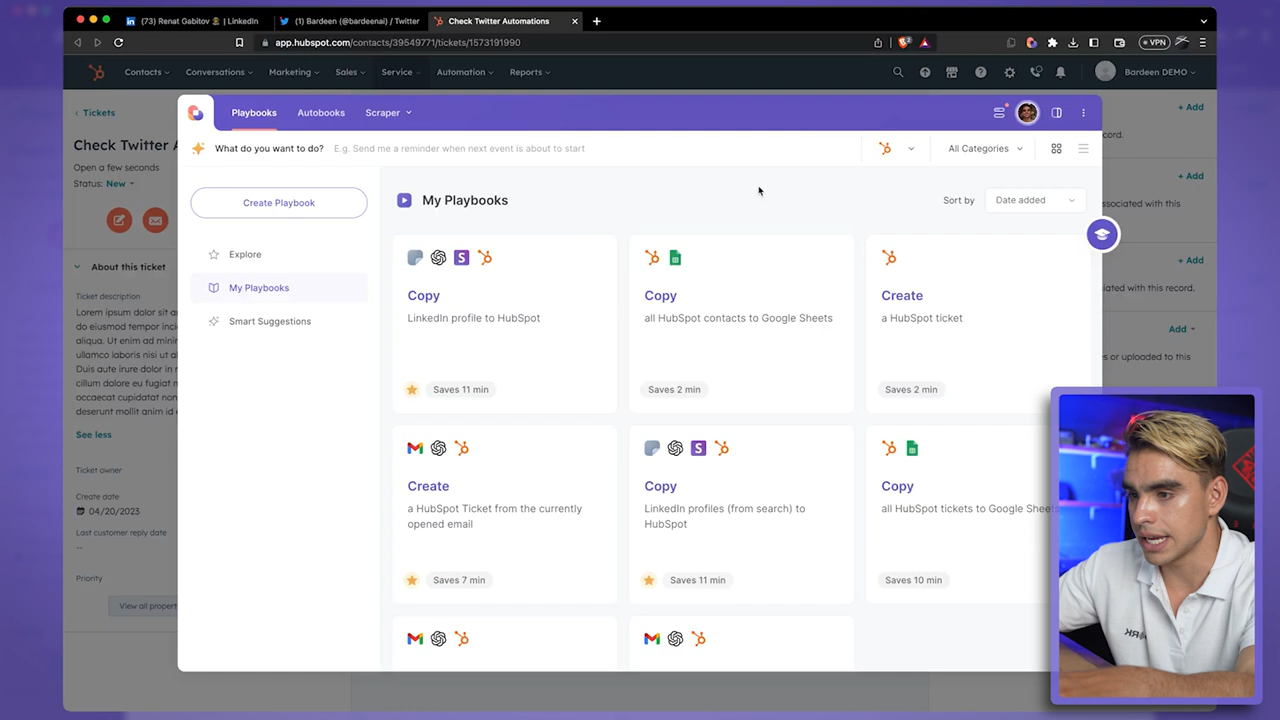 (73) Renat Gabitov | LinkedIn
(1) Bardeen (@bardeenai) / Twitter
Check Twitter Automations
app.hubspot.com/contacts/39549771/tickets/1573191990
VPN
Contacts
Conversations
Marketing
Sales
Service
Automation
Reports
Bardeen DEMO
Tickets
Check Twitter A
Open a few seconds
Status: New
About this ticket
Ticket description
Lorem ipsum dolor sit a
do eiusmod tempor inci
aliqua. Ut enim ad mini
ullamco laboris nisi ut
Duis aute irure dolor in
cillum dolore eu fugiat n
occaecat cupidatat non
deserunt mollit anim id e
See less
Ticket owner
Create date
04/20/2023
Last customer reply date
--
Priority
View all propert
Playbooks
Autobooks
Scraper
What do you want to do?
E.g. Send me a reminder when next event is about to start
All Categories
Create Playbook
Explore
My Playbooks
Smart Suggestions
My Playbooks
Sort by
Date added
Copy
LinkedIn profile to HubSpot
Saves 11 min
Copy
all HubSpot contacts to Google Sheets
Saves 2 min
Create
a HubSpot ticket
Saves 2 min
Create
a HubSpot Ticket from the currently
opened email
Saves 7 min
Copy
LinkedIn profiles (from search) to
HubSpot
Saves 11 min
Copy
all HubSpot tickets to Google Sheets
Saves 10 min
+ Add
cord.
+ Add
ssociated with this
+ Add
ciated with this record.
Add
or uploaded to this